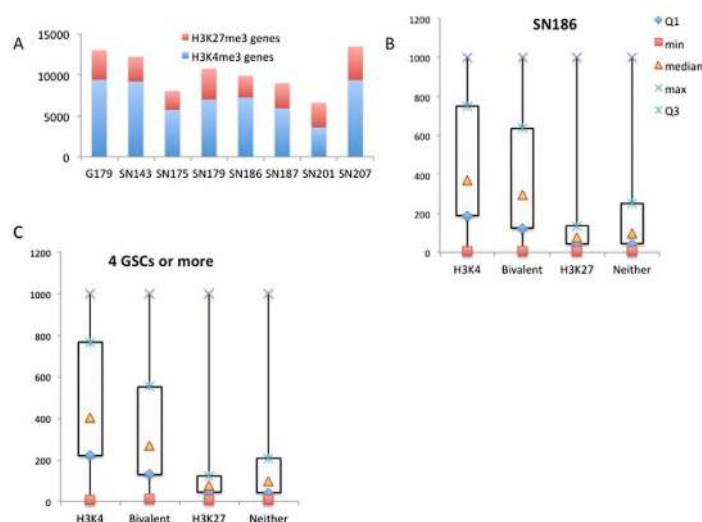 A
H3K27me3 genes
H3K4me3 genes
15000
10000
5000
0
G179 SN143 SN175 SN179 SN186 SN187 SN201 SN207
B
SN186
1200
1000
800
600
400
200
0
H3K4 Bivalent H3K27 Neither
Q1
min
median
max
Q3
C
4 GSCs or more
1200
1000
800
600
400
200
0
H3K4 Bivalent H3K27 Neither